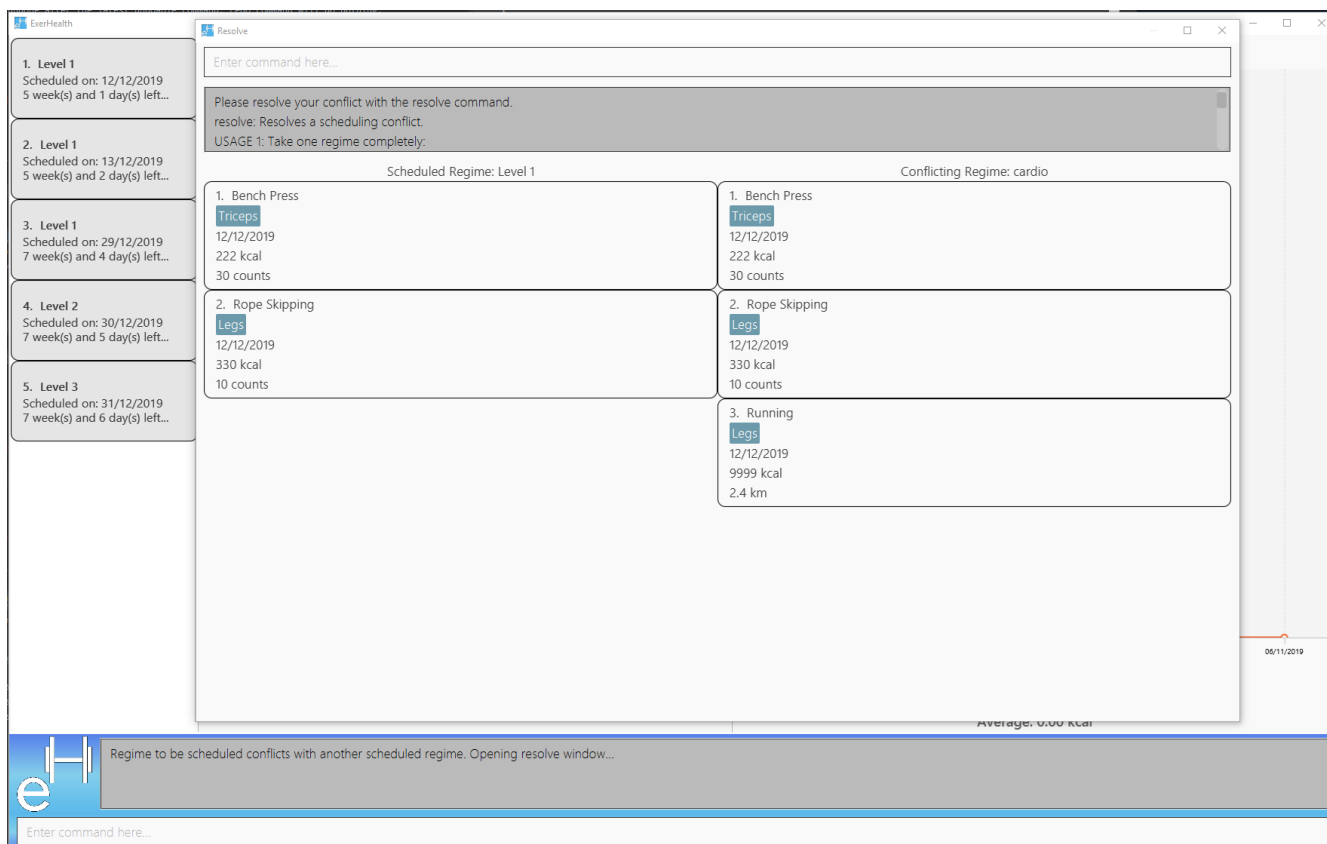 ExerHealth
1. Level 1
Scheduled on: 12/12/2019
5 week(s) and 1 day(s) left...
2. Level 1
Scheduled on: 13/12/2019
5 week(s) and 2 day(s) left...
3. Level 1
Scheduled on: 29/12/2019
7 week(s) and 4 day(s) left...
4. Level 2
Scheduled on: 30/12/2019
7 week(s) and 5 day(s) left...
5. Level 3
Scheduled on: 31/12/2019
7 week(s) and 6 day(s) left...
Resolve
Enter command here...
Please resolve your conflict with the resolve command.
resolve: Resolves a scheduling conflict.
USAGE 1: Take one regime completely:
Scheduled Regime: Level 1
1. Bench Press
Triceps
12/12/2019
222 kcal
30 counts
2. Rope Skipping
Legs
12/12/2019
330 kcal
10 counts
Conflicting Regime: cardio
1. Bench Press
Triceps
12/12/2019
222 kcal
30 counts
2. Rope Skipping
Legs
12/12/2019
330 kcal
10 counts
3. Running
Legs
12/12/2019
9999 kcal
2.4 km
06/11/2019
Average: 0.00 kcal
eH
Regime to be scheduled conflicts with another scheduled regime. Opening resolve window...
Enter command here...